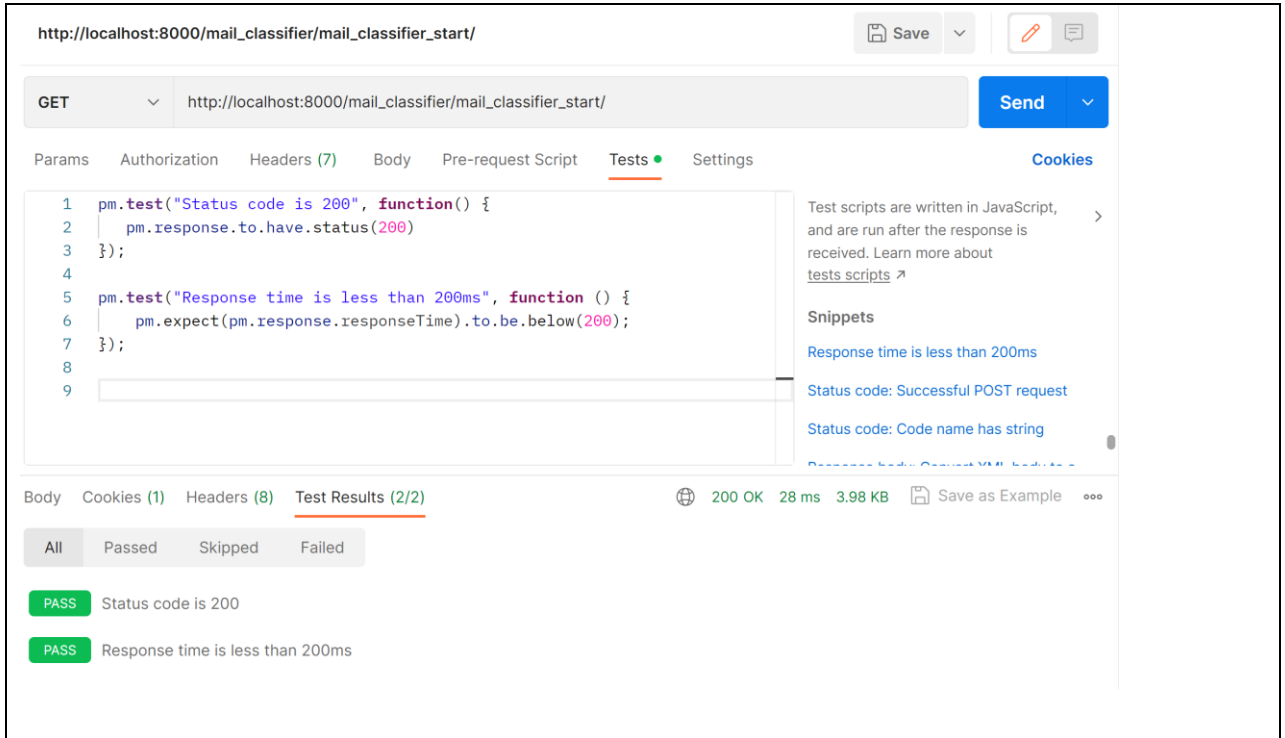 http://localhost:8000/mail_classifier/mail_classifier_start/
Save
GET
http://localhost:8000/mail_classifier/mail_classifier_start/
Send
Params Authorization Headers (7) Body Pre-request Script Tests Settings Cookies
1 pm.test("Status code is 200", function() {
2 pm.response.to.have.status(200)
3 });
4
5 pm.test("Response time is less than 200ms", function () {
6 pm.expect(pm.response.responseTime).to.be.below(200);
7 });
8
9
Test scripts are written in JavaScript,
and are run after the response is
received. Learn more about
tests scripts ↗
Snippets
Response time is less than 200ms
Status code: Successful POST request
Status code: Code name has string
Response body: Convert XML body to a
Body Cookies (1) Headers (8) Test Results (2/2) 200 OK 28 ms 3.98 KB Save as Example
All Passed Skipped Failed
PASS Status code is 200
PASS Response time is less than 200ms